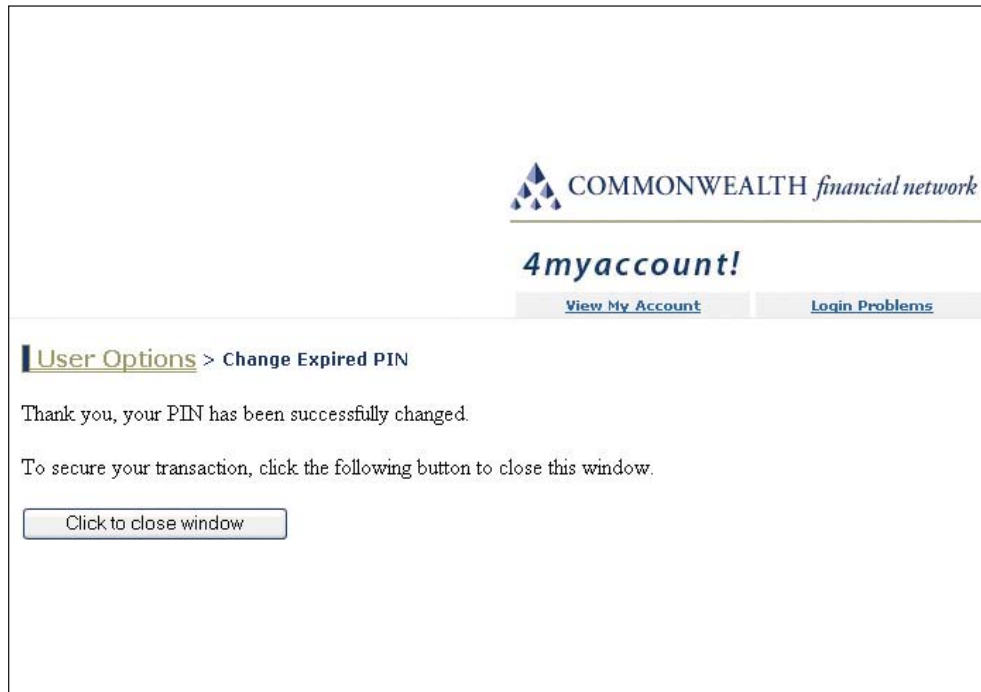 COMMONWEALTH financial network
4myaccount!
View My Account Login Problems
User Options > Change Expired PIN
Thank you, your PIN has been successfully changed.
To secure your transaction, click the following button to close this window.
Click to close window